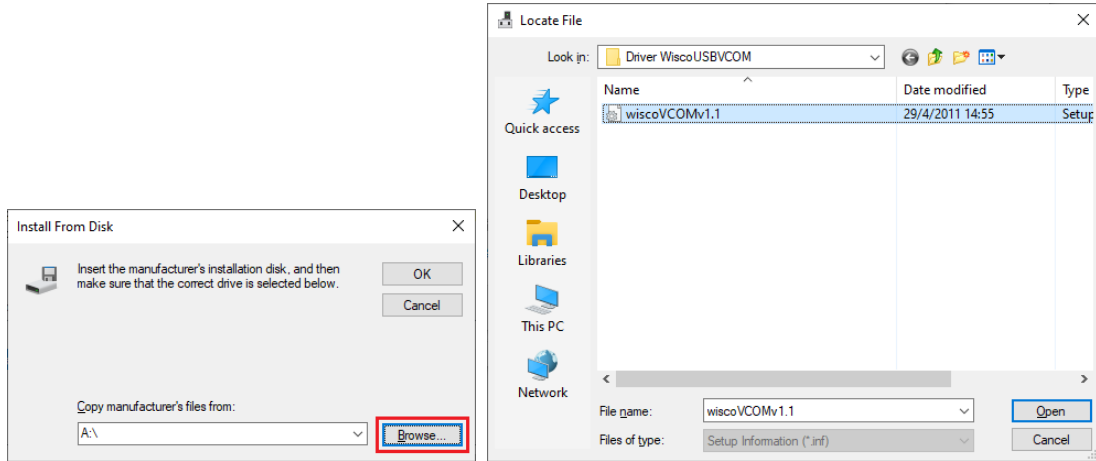 Install From Disk
Insert the manufacturer's installation disk, and then
make sure that the correct drive is selected below.
OK
Cancel
Copy manufacturer's files from:
A:\
Browse...
Locate File
Look in:
Driver WiscoUSBVCOM
Quick access
Desktop
Libraries
This PC
Network
Name
Date modified
Type
wiscoVCOMv1.1
29/4/2011 14:55
Setup
File name:
wiscoVCOMv1.1
Open
Files of type:
Setup Information (*.inf)
Cancel